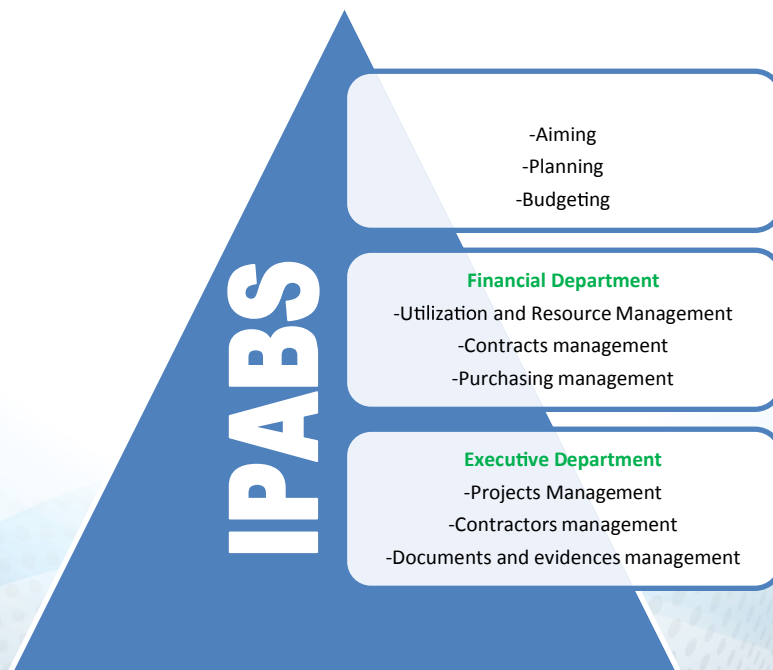 -Aiming
-Planning
-Budgeting
IPABS
Financial Department
-Utilization and Resource Management
-Contracts management
-Purchasing management
Executive Department
-Projects Management
-Contractors management
-Documents and evidences management